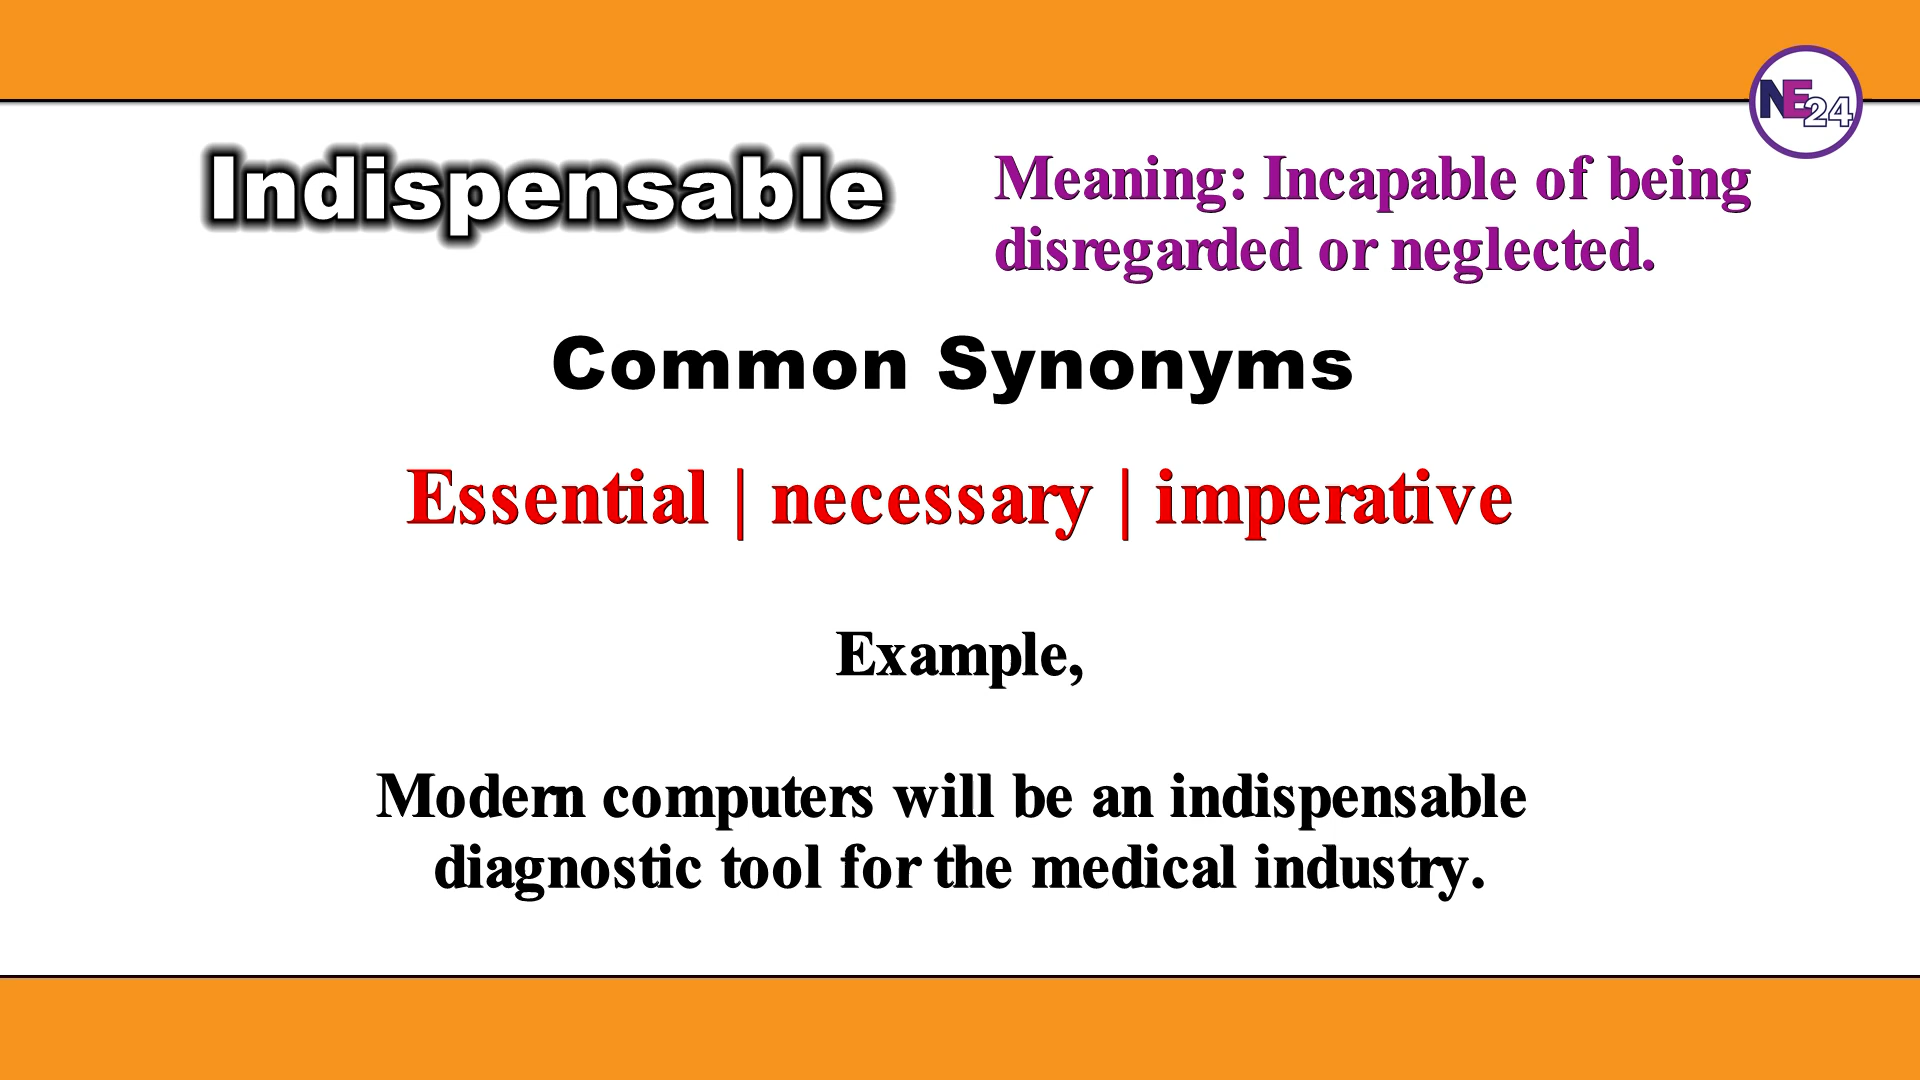 NE24
Indispensable
Meaning: Incapable of being
disregarded or neglected.
Common Synonyms
Essential | necessary | imperative
Example,
Modern computers will be an indispensable
diagnostic tool for the medical industry.